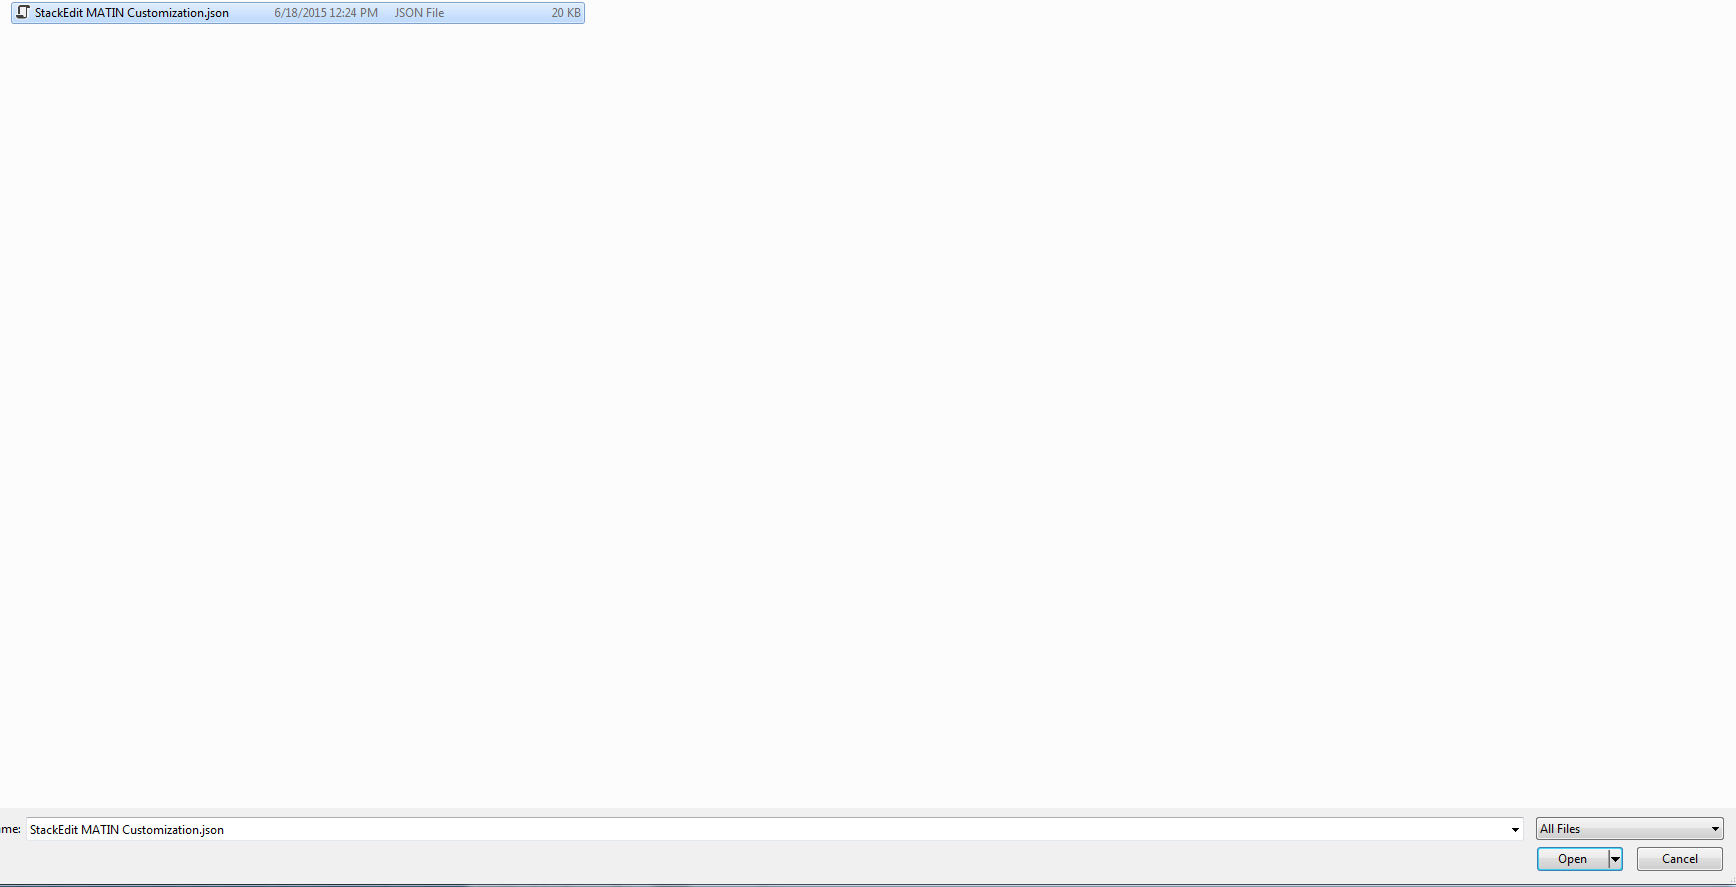 StackEdit MATIN Customization.json 6/18/2015 12:24 PM JSON File 20 KB
me: StackEdit MATIN Customization.json All Files
Open Cancel